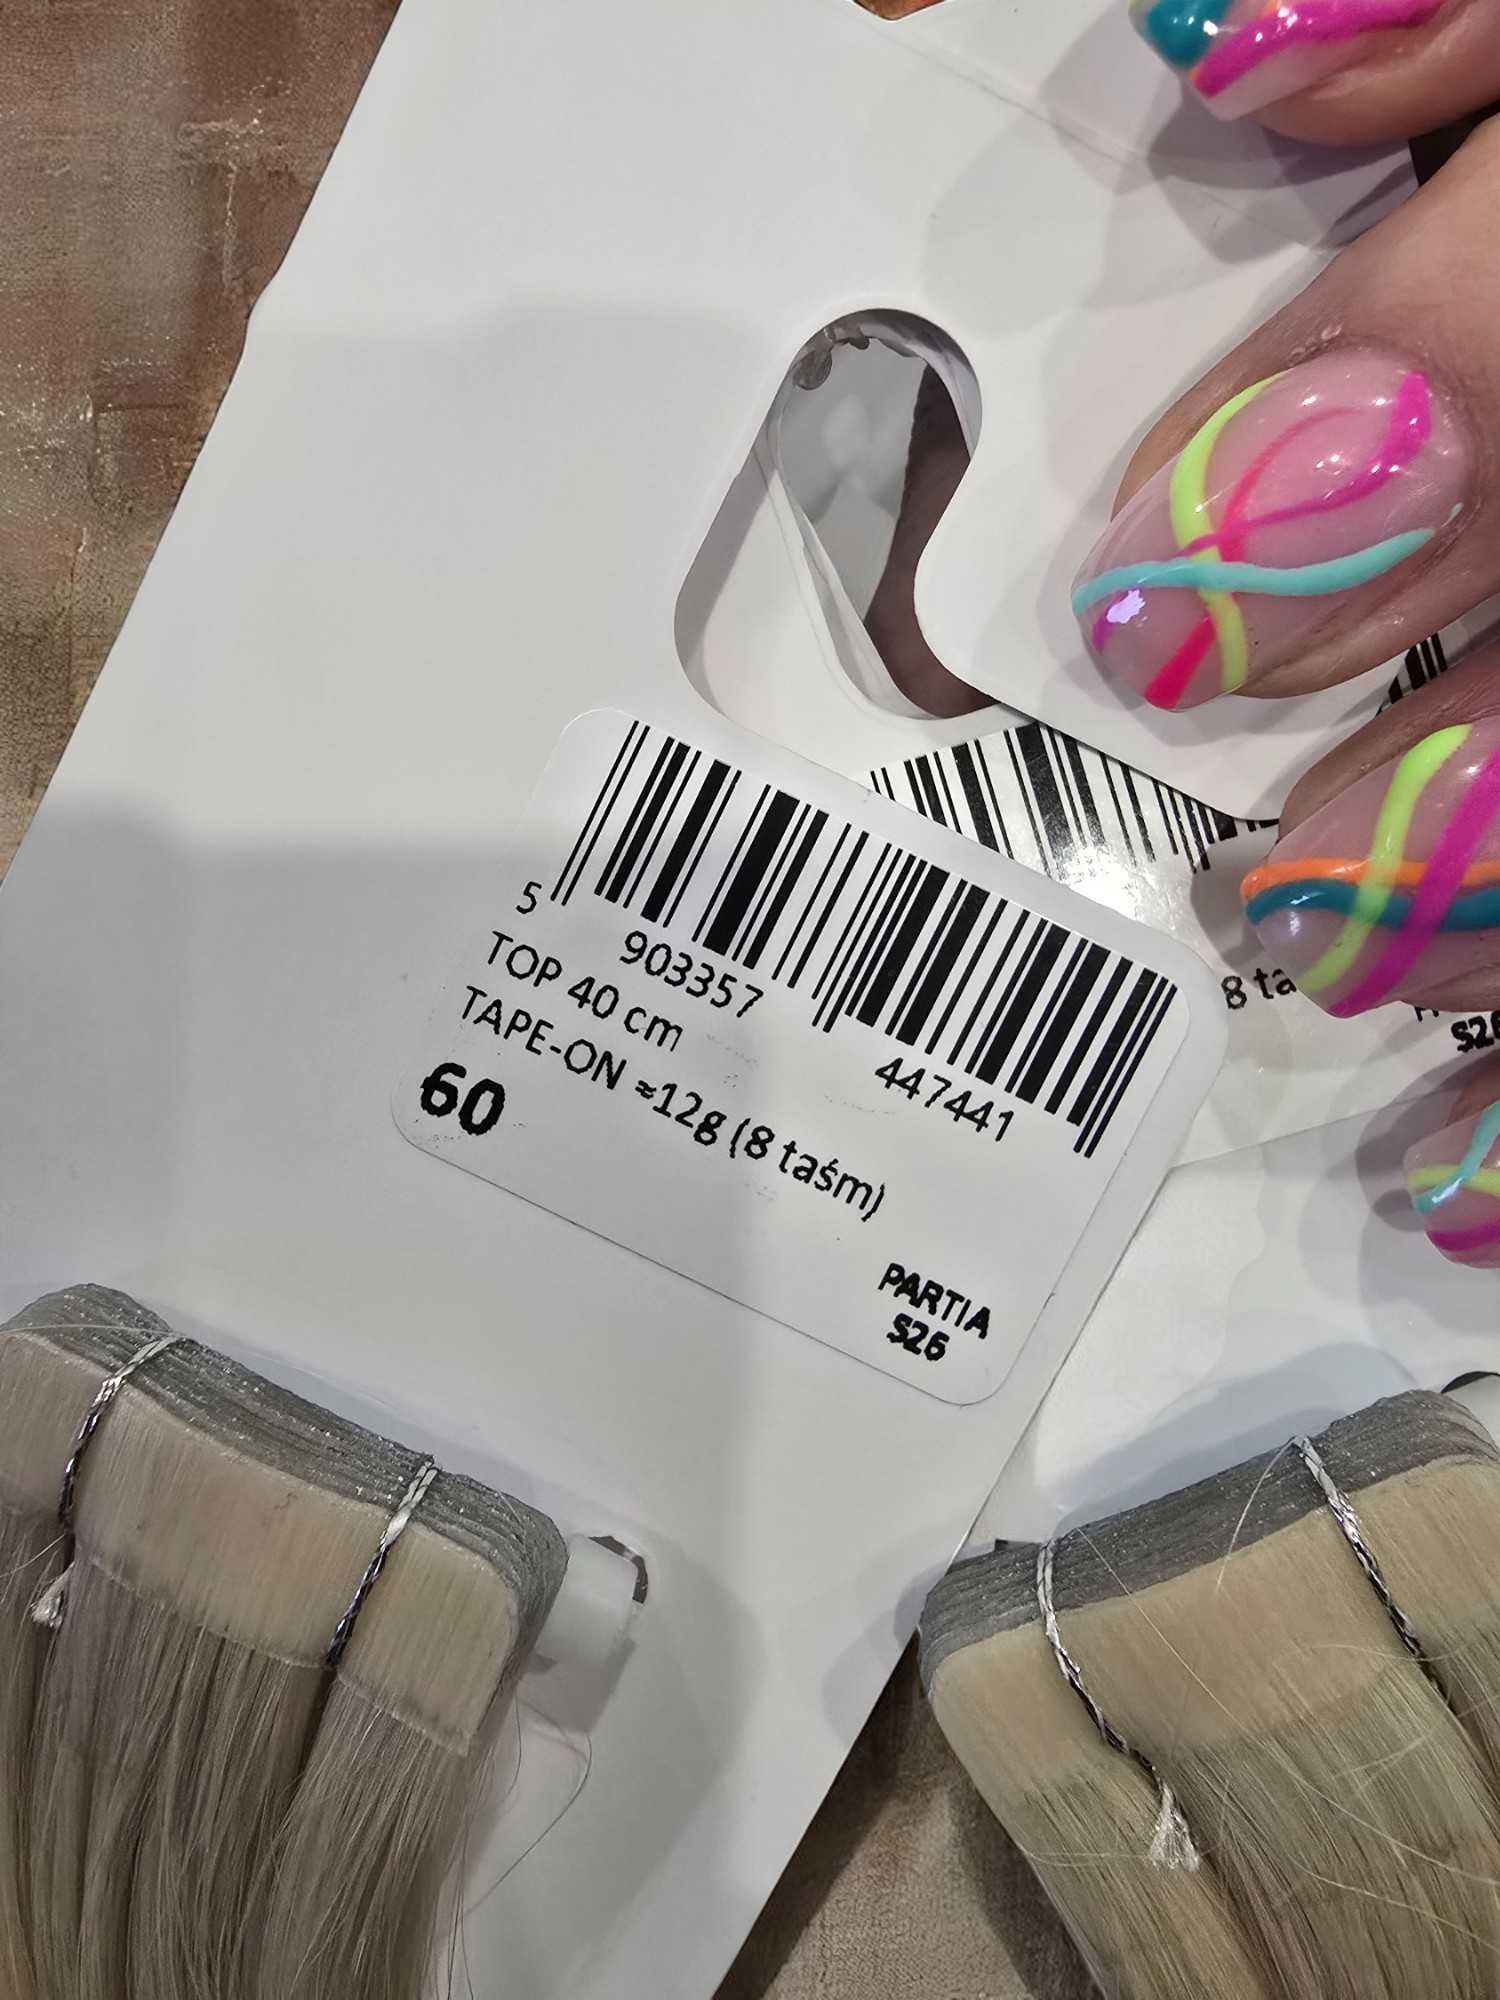 5 903357 447441
TOP 40 cm
TAPE-ON ≈12g (8 taśm)
60
PARTIA
S26
8 ta
S26